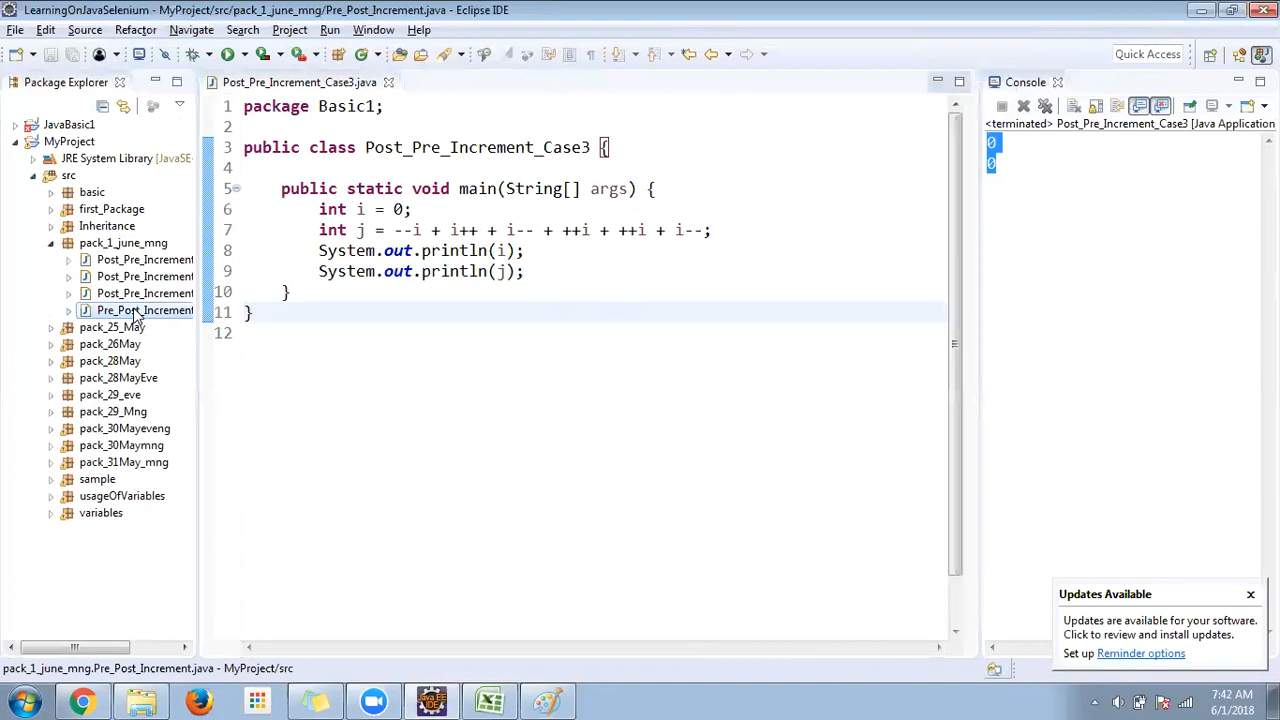 LearningOnJavaSelenium - MyProject/src/pack_1_june_mng/Pre_Post_Increment.java - Eclipse IDE
File Edit Source Refactor Navigate Search Project Run Window Help
Quick Access
Package Explorer
JavaBasic1
MyProject
JRE System Library [JavaSE-
src
basic
first_Package
Inheritance
pack_1_june_mng
Post_Pre_Increment
Post_Pre_Increment
Post_Pre_Increment
Pre_Post_Increment
pack_25_May
pack_26May
pack_28May
pack_28MayEve
pack_29_eve
pack_29_Mng
pack_30Mayeveng
pack_30Maymng
pack_31May_mng
sample
usageOfVariables
variables
Post_Pre_Increment_Case3.java
1 package Basic1;
2
3 public class Post_Pre_Increment_Case3 {
4
5 public static void main(String[] args) {
6 int i = 0;
7 int j = --i + i++ + i-- + ++i + ++i + i--;
8 System.out.println(i);
9 System.out.println(j);
10 }
11 }
12
Console
<terminated> Post_Pre_Increment_Case3 [Java Application
0
0
Updates Available
Updates are available for your software.
Click to review and install updates.
Set up Reminder options
pack_1_june_mng.Pre_Post_Increment.java - MyProject/src
Java EE
IDE
7:42 AM
6/1/2018